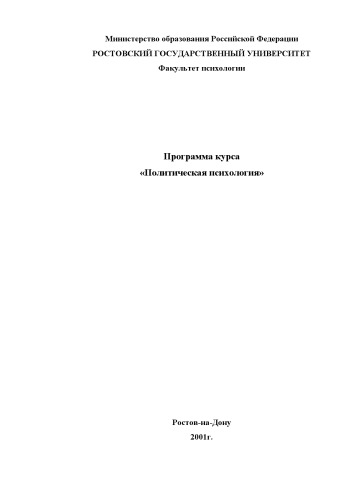 Министерство образования Российской Федерации
РОСТОВСКИЙ ГОСУДАРСТВЕННЫЙ УНИВЕРСИТЕТ
Факультет психологии
Программа курса
«Политическая психология»
Ростов-на-Дону
2001г.